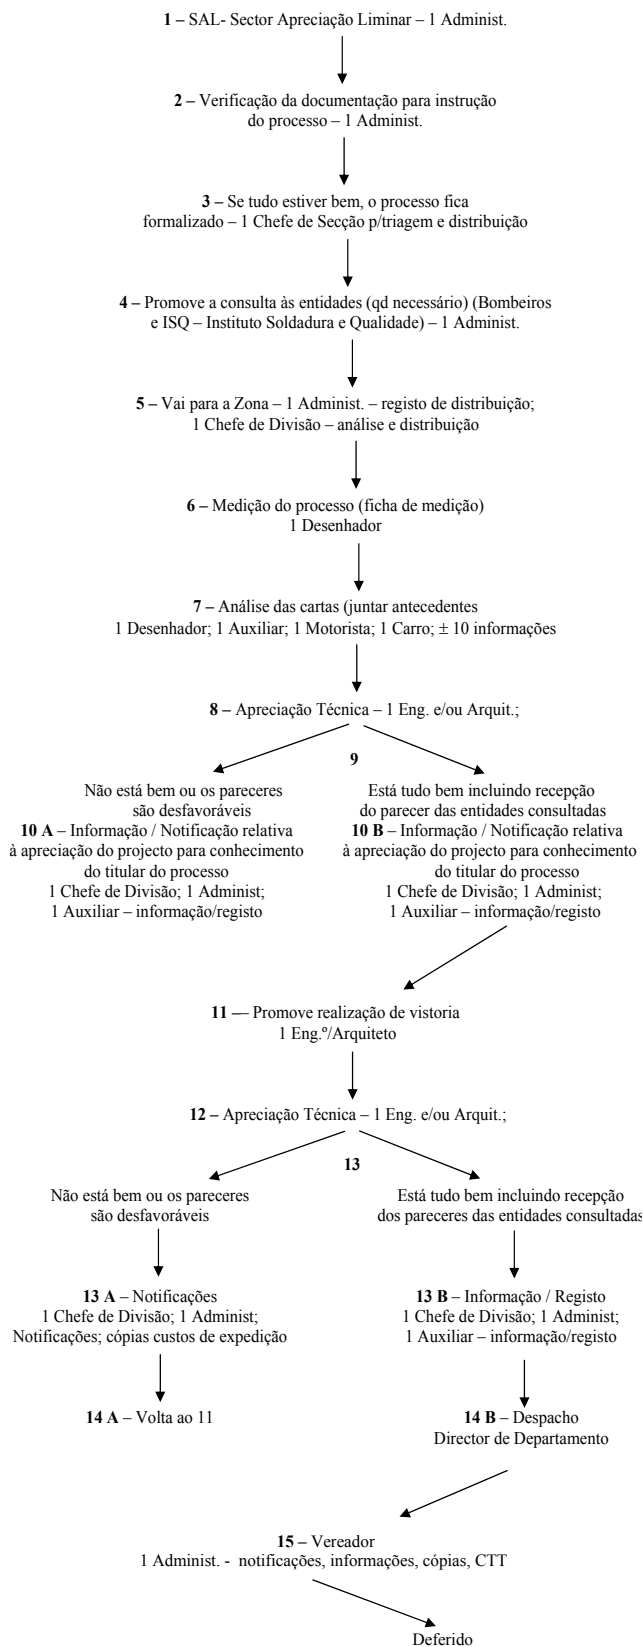 1 – SAL- Sector Apreciação Liminar – 1 Administ.
2 – Verificação da documentação para instrução
do processo – 1 Administ.
3 – Se tudo estiver bem, o processo fica
formalizado – 1 Chefe de Secção p/triagem e distribuição
4 – Promove a consulta às entidades (qd necessário) (Bombeiros
e ISQ – Instituto Soldadura e Qualidade) – 1 Administ.
5 – Vai para a Zona – 1 Administ. – registo de distribuição;
1 Chefe de Divisão – análise e distribuição
6 – Medição do processo (ficha de medição)
1 Desenhador
7 – Análise das cartas (juntar antecedentes
1 Desenhador; 1 Auxiliar; 1 Motorista; 1 Carro; ± 10 informações
8 – Apreciação Técnica – 1 Eng. e/ou Arquit.;
9
Não está bem ou os pareceres
são desfavoráveis
10 A – Informação / Notificação relativa
à apreciação do projecto para conhecimento
do titular do processo
1 Chefe de Divisão; 1 Administ;
1 Auxiliar – informação/registo
Está tudo bem incluindo recepção
do parecer das entidades consultadas
10 B – Informação / Notificação relativa
à apreciação do projecto para conhecimento
do titular do processo
1 Chefe de Divisão; 1 Administ;
1 Auxiliar – informação/registo
11 –– Promove realização de vistoria
1 Eng.º/Arquiteto
12 – Apreciação Técnica – 1 Eng. e/ou Arquit.;
13
Não está bem ou os pareceres
são desfavoráveis
Está tudo bem incluindo recepção
dos pareceres das entidades consultadas
13 A – Notificações
1 Chefe de Divisão; 1 Administ;
Notificações; cópias custos de expedição
13 B – Informação / Registo
1 Chefe de Divisão; 1 Administ;
1 Auxiliar – informação/registo
14 A – Volta ao 11
14 B – Despacho
Director de Departamento
15 – Vereador
1 Administ. - notificações, informações, cópias, CTT
Deferido